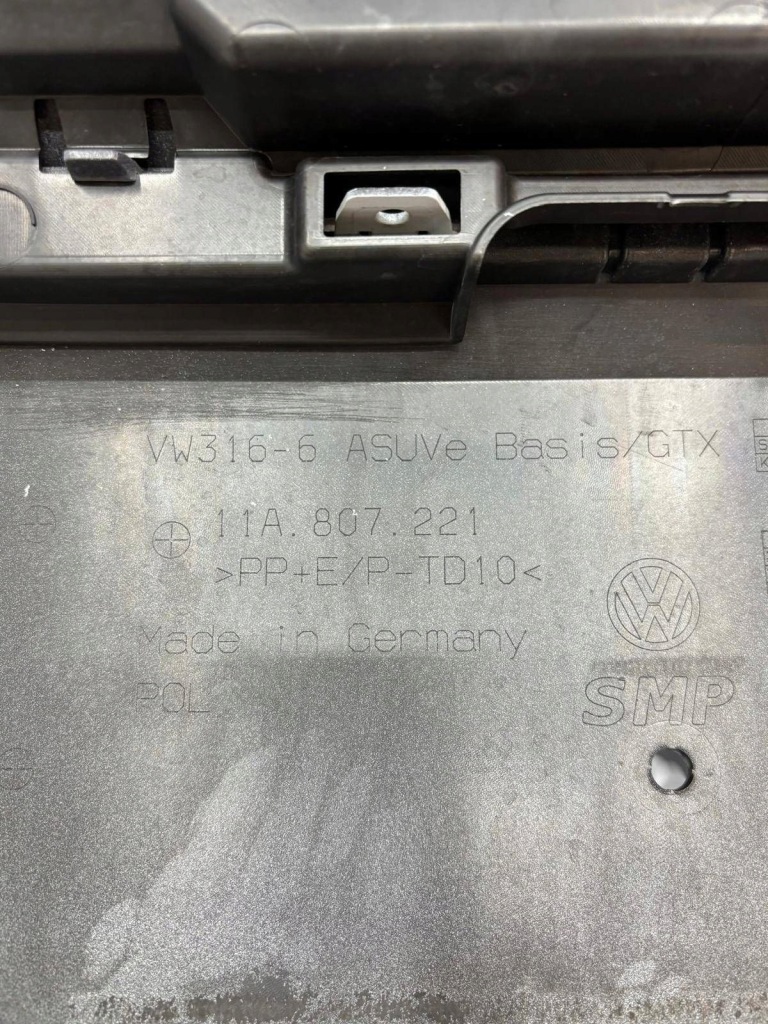 VW316-6 ASUVe Basis/GTX
11A.807.221
>PP+E/P-TD10<
Made in Germany
POL
SMP